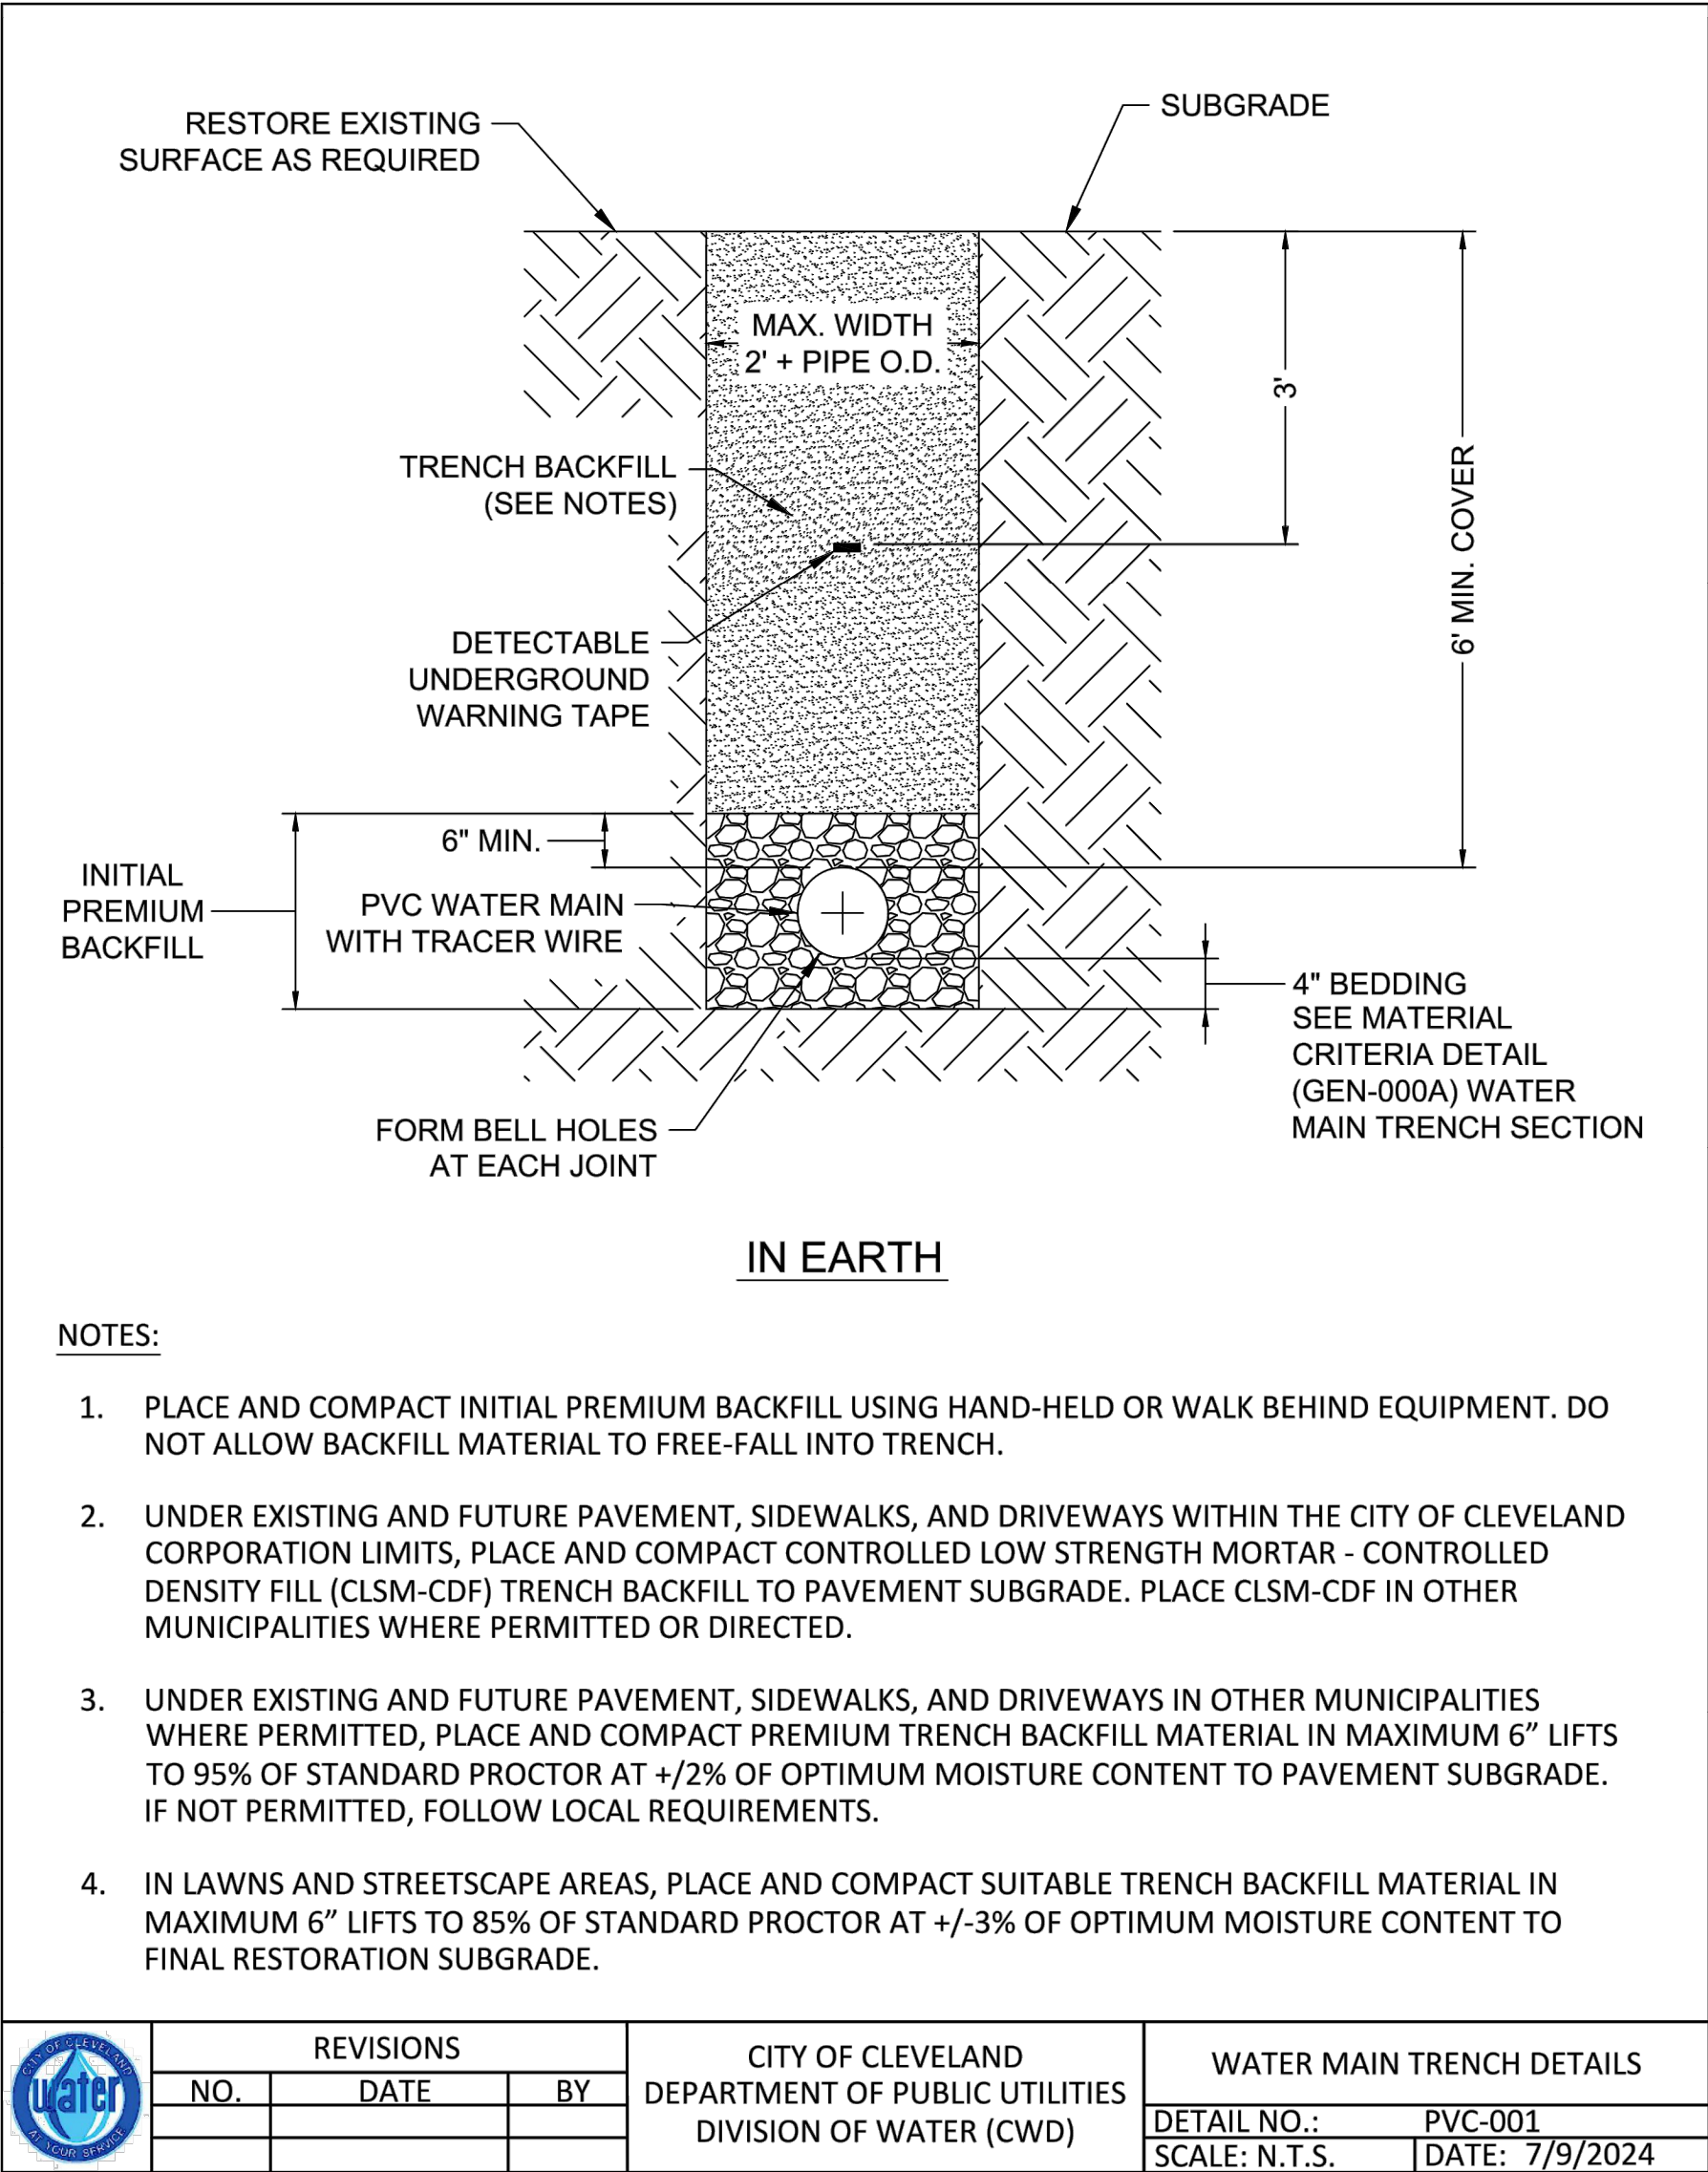 RESTORE EXISTING
SURFACE AS REQUIRED
SUBGRADE
MAX. WIDTH
2' + PIPE O.D.
3'
6' MIN. COVER
TRENCH BACKFILL
(SEE NOTES)
DETECTABLE
UNDERGROUND
WARNING TAPE
6" MIN.
INITIAL
PREMIUM
BACKFILL
PVC WATER MAIN
WITH TRACER WIRE
4" BEDDING
SEE MATERIAL
CRITERIA DETAIL
(GEN-000A) WATER
MAIN TRENCH SECTION
FORM BELL HOLES
AT EACH JOINT
IN EARTH
NOTES:
1. PLACE AND COMPACT INITIAL PREMIUM BACKFILL USING HAND-HELD OR WALK BEHIND EQUIPMENT. DO
NOT ALLOW BACKFILL MATERIAL TO FREE-FALL INTO TRENCH.
2. UNDER EXISTING AND FUTURE PAVEMENT, SIDEWALKS, AND DRIVEWAYS WITHIN THE CITY OF CLEVELAND
CORPORATION LIMITS, PLACE AND COMPACT CONTROLLED LOW STRENGTH MORTAR - CONTROLLED
DENSITY FILL (CLSM-CDF) TRENCH BACKFILL TO PAVEMENT SUBGRADE. PLACE CLSM-CDF IN OTHER
MUNICIPALITIES WHERE PERMITTED OR DIRECTED.
3. UNDER EXISTING AND FUTURE PAVEMENT, SIDEWALKS, AND DRIVEWAYS IN OTHER MUNICIPALITIES
WHERE PERMITTED, PLACE AND COMPACT PREMIUM TRENCH BACKFILL MATERIAL IN MAXIMUM 6” LIFTS
TO 95% OF STANDARD PROCTOR AT +/2% OF OPTIMUM MOISTURE CONTENT TO PAVEMENT SUBGRADE.
IF NOT PERMITTED, FOLLOW LOCAL REQUIREMENTS.
4. IN LAWNS AND STREETSCAPE AREAS, PLACE AND COMPACT SUITABLE TRENCH BACKFILL MATERIAL IN
MAXIMUM 6” LIFTS TO 85% OF STANDARD PROCTOR AT +/-3% OF OPTIMUM MOISTURE CONTENT TO
FINAL RESTORATION SUBGRADE.
CITY OF CLEVELAND
water
AT YOUR SERVICE
REVISIONS
NO. DATE BY
CITY OF CLEVELAND
DEPARTMENT OF PUBLIC UTILITIES
DIVISION OF WATER (CWD)
WATER MAIN TRENCH DETAILS
DETAIL NO.: PVC-001
SCALE: N.T.S. DATE: 7/9/2024